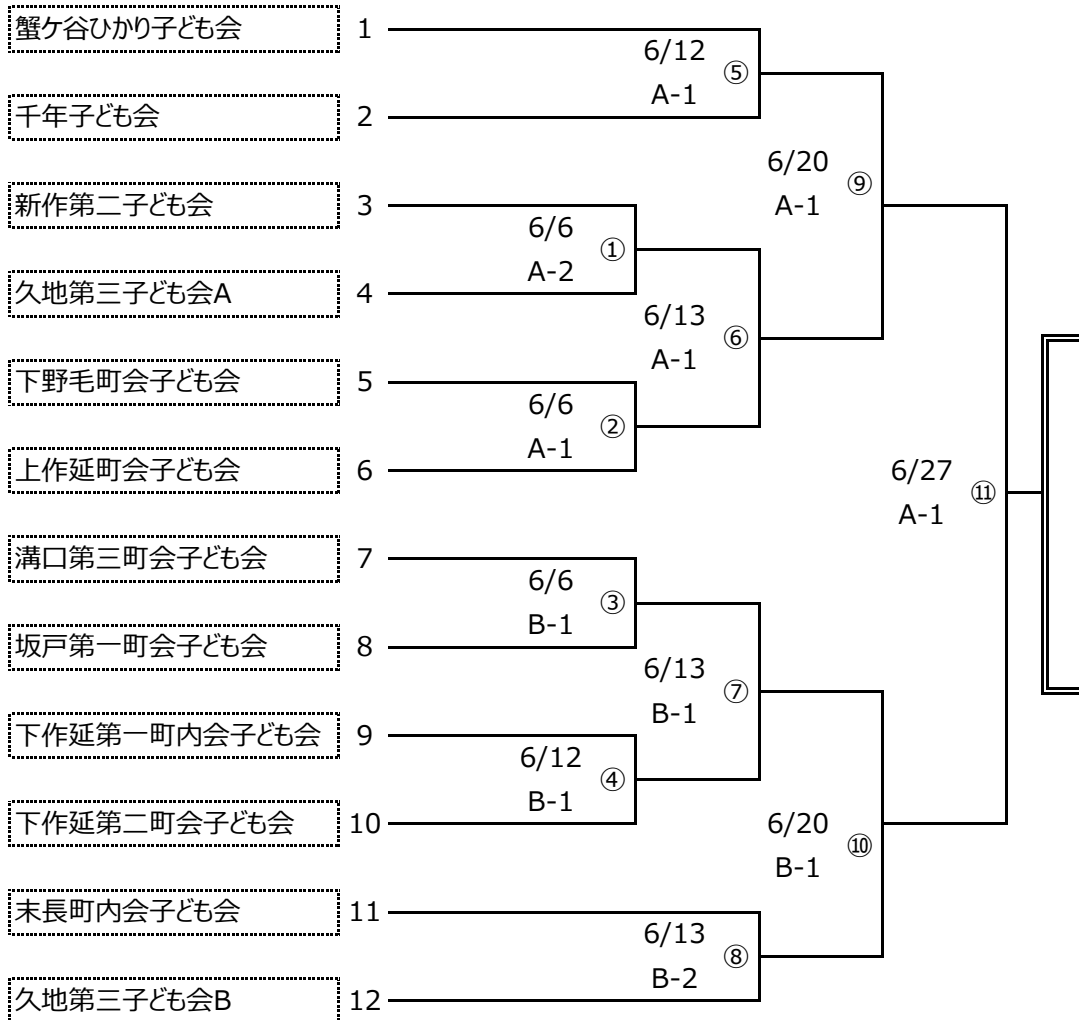 蟹ケ谷ひかり子ども会 1
6/12 ⑤
A-1
千年子ども会 2
6/20 ⑨
A-1
新作第二子ども会 3
6/6 ①
A-2
久地第三子ども会A 4
6/13 ⑥
A-1
下野毛町会子ども会 5
6/6 ②
A-1
上作延町会子ども会 6
6/27 ⑪
A-1
溝口第三町会子ども会 7
6/6 ③
B-1
坂戸第一町会子ども会 8
6/13 ⑦
B-1
下作延第一町内会子ども会 9
6/12 ④
B-1
下作延第二町会子ども会 10
6/20 ⑩
B-1
末長町内会子ども会 11
6/13 ⑧
B-2
久地第三子ども会B 12